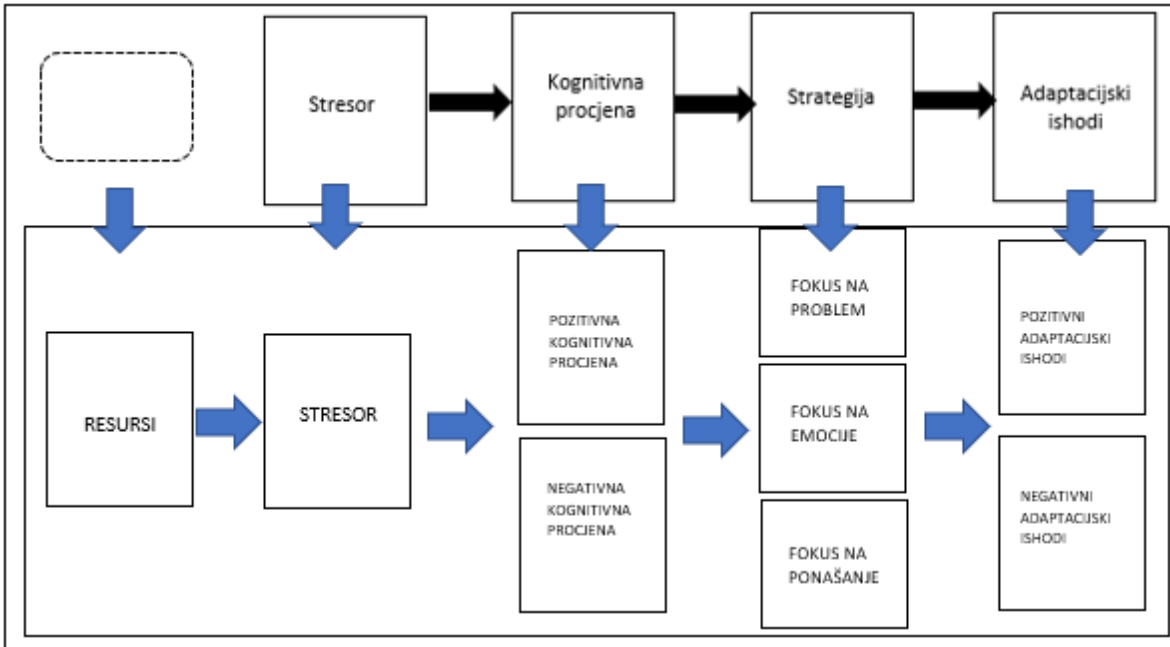 Stresor
Kognitivna
procjena
Strategija
Adaptacijski
ishodi
RESURSI
STRESOR
POZITIVNA
KOGNITIVNA
PROCJENA
NEGATIVNA
KOGNITIVNA
PROCJENA
FOKUS NA
PROBLEM
FOKUS NA
EMOCIJE
FOKUS NA
PONAŠANJE
POZITIVNI
ADAPTACIJSKI
ISHODI
NEGATIVNI
ADAPTACIJSKI
ISHODI